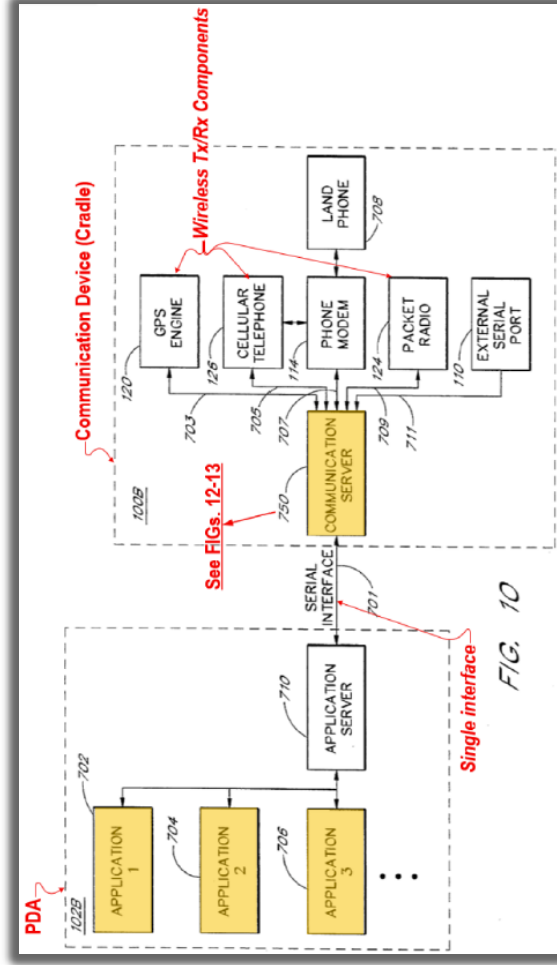 PDA
102B
702
APPLICATION
1
704
APPLICATION
2
706
APPLICATION
3
710
APPLICATION
SERVER
Single interface
SERIAL
INTERFACE
701
See FIGs. 12-13
Communication Device (Cradle)
100B
750
COMMUNICATION
SERVER
703
705
707
709
711
120
GPS
ENGINE
126
CELLULAR
TELEPHONE
114
PHONE
MODEM
124
PACKET
RADIO
110
EXTERNAL
SERIAL
PORT
LAND
PHONE
708
Wireless Tx/Rx Components
FIG. 10